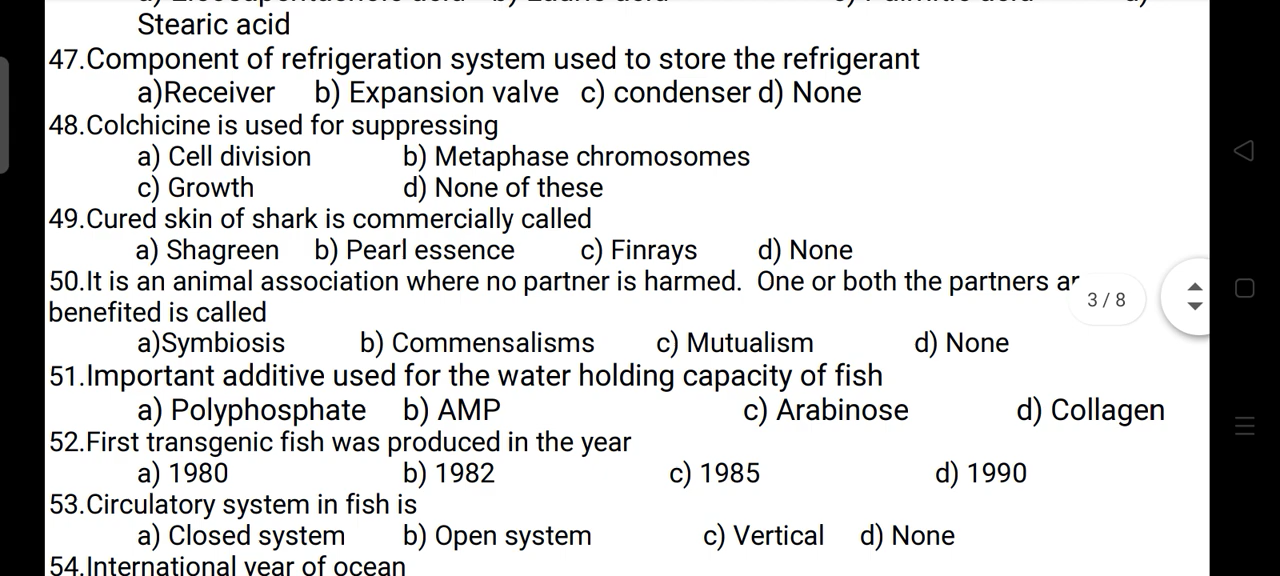 Stearic acid
47.Component of refrigeration system used to store the refrigerant
a)Receiver b) Expansion valve c) condenser d) None
48.Colchicine is used for suppressing
a) Cell division b) Metaphase chromosomes
c) Growth d) None of these
49.Cured skin of shark is commercially called
a) Shagreen b) Pearl essence c) Finrays d) None
50.It is an animal association where no partner is harmed. One or both the partners ar
3 / 8
benefited is called
a)Symbiosis b) Commensalisms c) Mutualism d) None
51.Important additive used for the water holding capacity of fish
a) Polyphosphate b) AMP c) Arabinose d) Collagen
52.First transgenic fish was produced in the year
a) 1980 b) 1982 c) 1985 d) 1990
53.Circulatory system in fish is
a) Closed system b) Open system c) Vertical d) None
54.International year of ocean